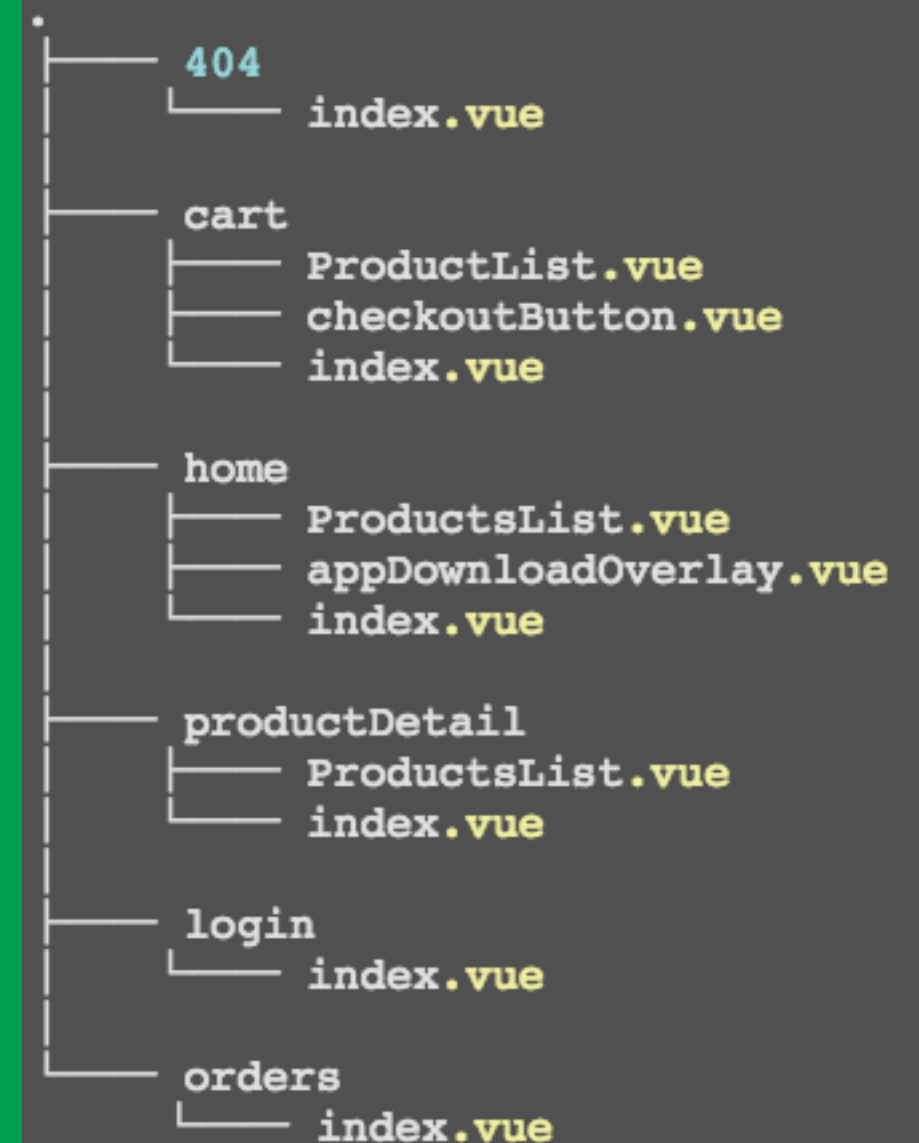 .
404
index.vue
cart
ProductList.vue
checkoutButton.vue
index.vue
home
ProductsList.vue
appDownloadOverlay.vue
index.vue
productDetail
ProductsList.vue
index.vue
login
index.vue
orders
index.vue